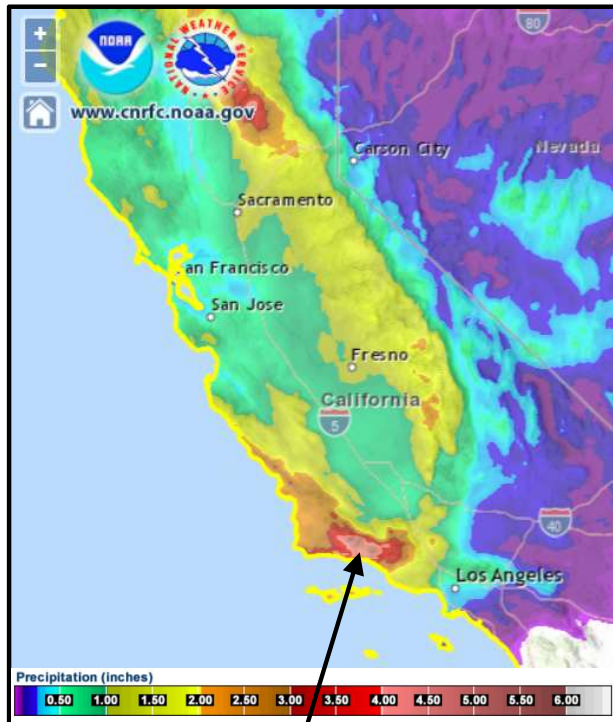 +
−
NOAA
NATIONAL WEATHER SERVICE
www.cnrfc.noaa.gov
80
Carson City
Nevada
Sacramento
an Francisco
San Jose
Fresno
California
5
40
Los Angeles
Precipitation (inches)
0.50 1.00 1.50 2.00 2.50 3.00 3.50 4.00 4.50 5.00 5.50 6.00